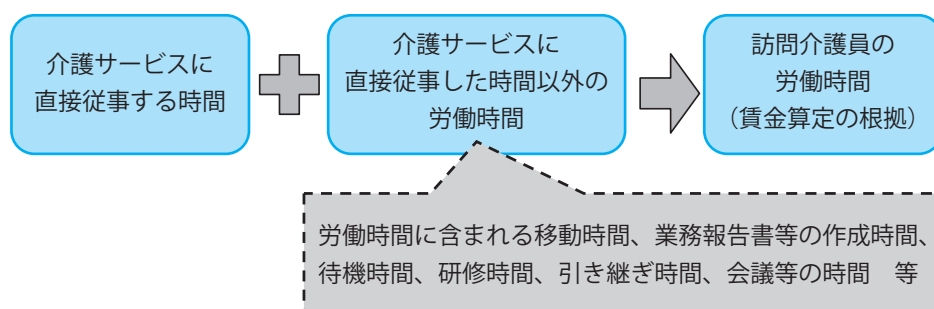 介護サービスに
直接従事する時間
介護サービスに
直接従事した時間以外の
労働時間
訪問介護員の
労働時間
（賃金算定の根拠）
労働時間に含まれる移動時間、業務報告書等の作成時間、
待機時間、研修時間、引き継ぎ時間、会議等の時間　等